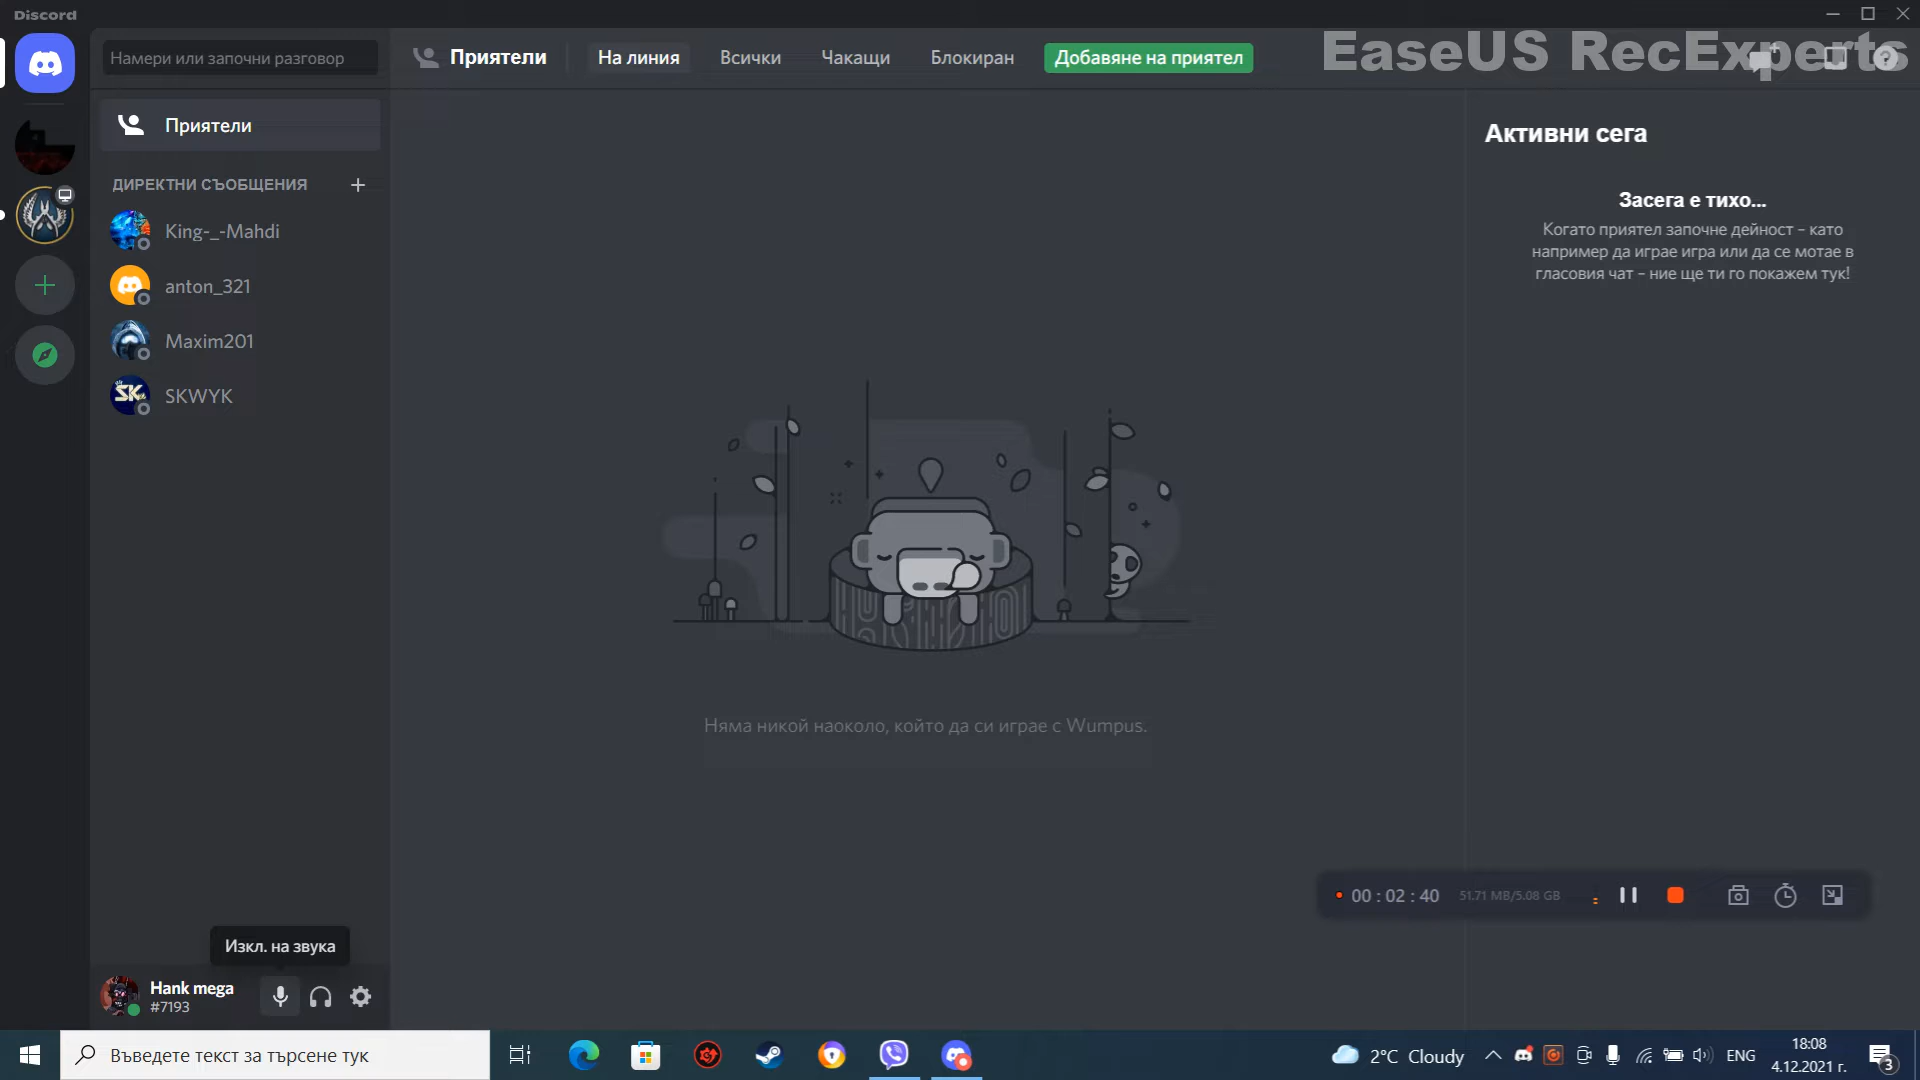 Discord
Намери или започни разговор
Приятели
На линия
Всички
Чакащи
Блокиран
Добавяне на приятел
EaseUS RecExperts
Приятели
ДИРЕКТНИ СЪОБЩЕНИЯ
King-_-Mahdi
anton_321
Maxim201
SK
SKWYK
Активни сега
Засега е тихо...
Когато приятел започне дейност – като
например да играе игра или да се мотае в
гласовия чат – ние ще ти го покажем тук!
Няма никой наоколо, който да си играе с Wumpus.
00 : 02 : 40
51.71 MB/5.08 GB
Изкл. на звука
Hank mega
#7193
Въведете текст за търсене тук
2°C Cloudy
ENG
18:08
4.12.2021 г.
3